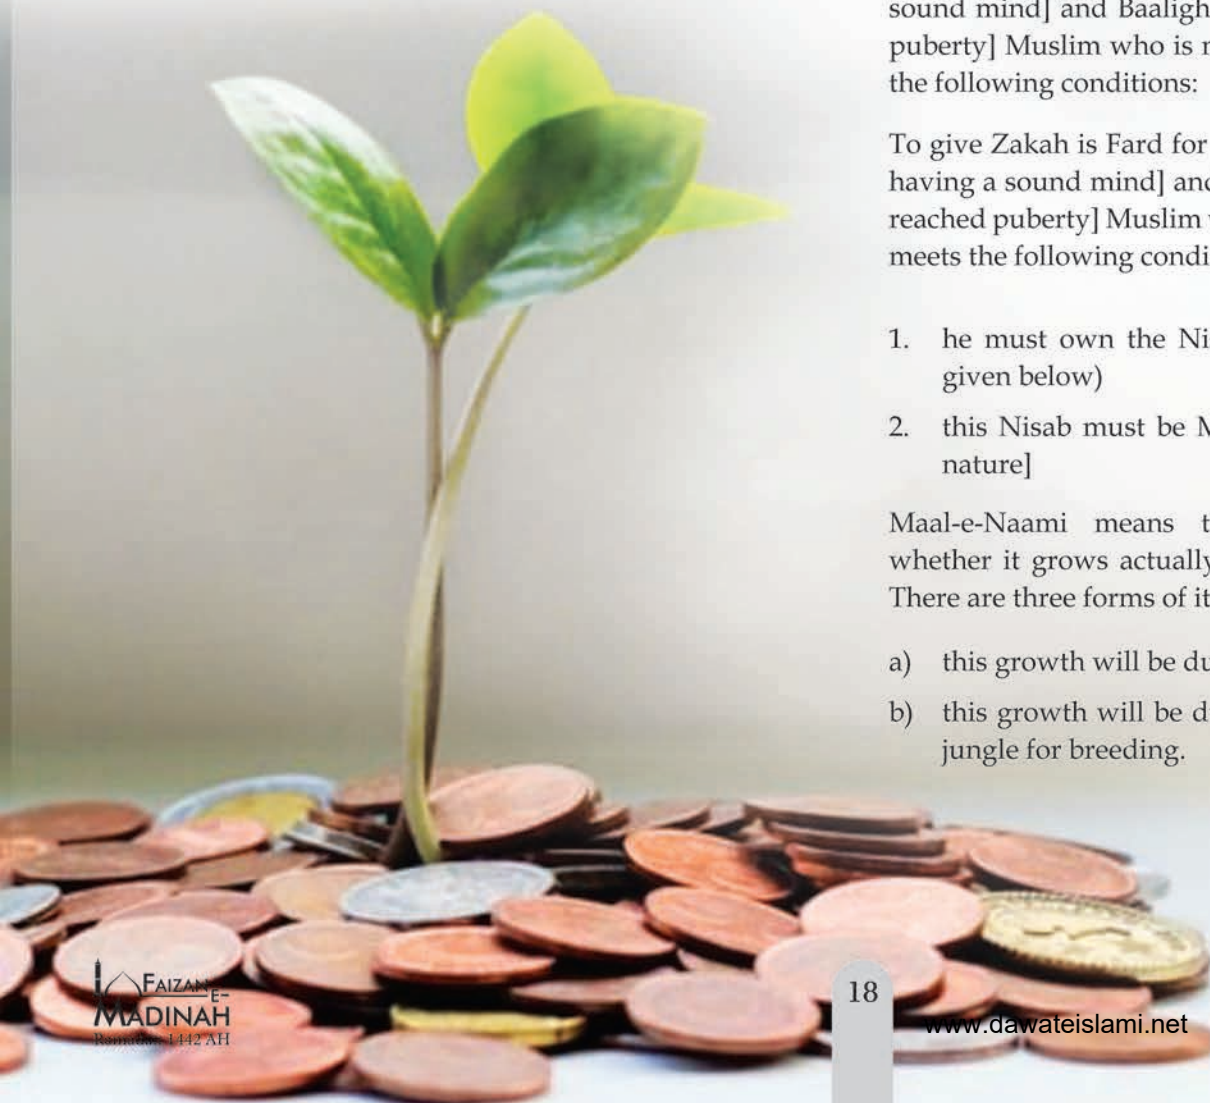 sound mind] and Baaligh
puberty] Muslim who is
the following conditions:
To give Zakah is Fard for
having a sound mind] and
reached puberty] Muslim
meets the following condi
1. he must own the Ni
given below)
2. this Nisab must be M
nature]
Maal-e-Naami means t
whether it grows actually
There are three forms of it
a) this growth will be du
b) this growth will be d
jungle for breeding.
FAIZAN-E-
MADINAH
Ramadan 1442 AH
18
www.dawateislami.net